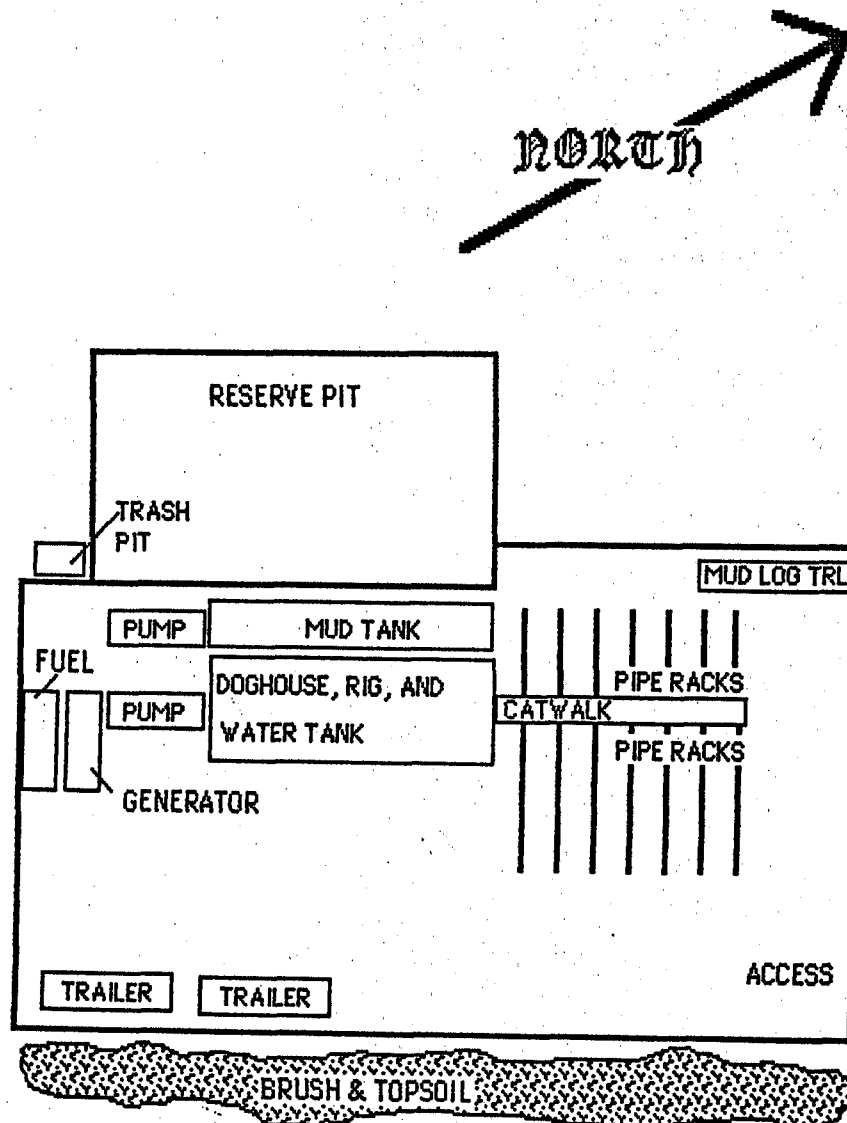 NORTH
RESERVE PIT
TRASH
PIT
MUD LOG TRL
PUMP
MUD TANK
FUEL
DOGHOUSE, RIG, AND
WATER TANK
PIPE RACKS
PUMP
CATWALK
PIPE RACKS
GENERATOR
ACCESS
TRAILER
TRAILER
BRUSH & TOPSOIL